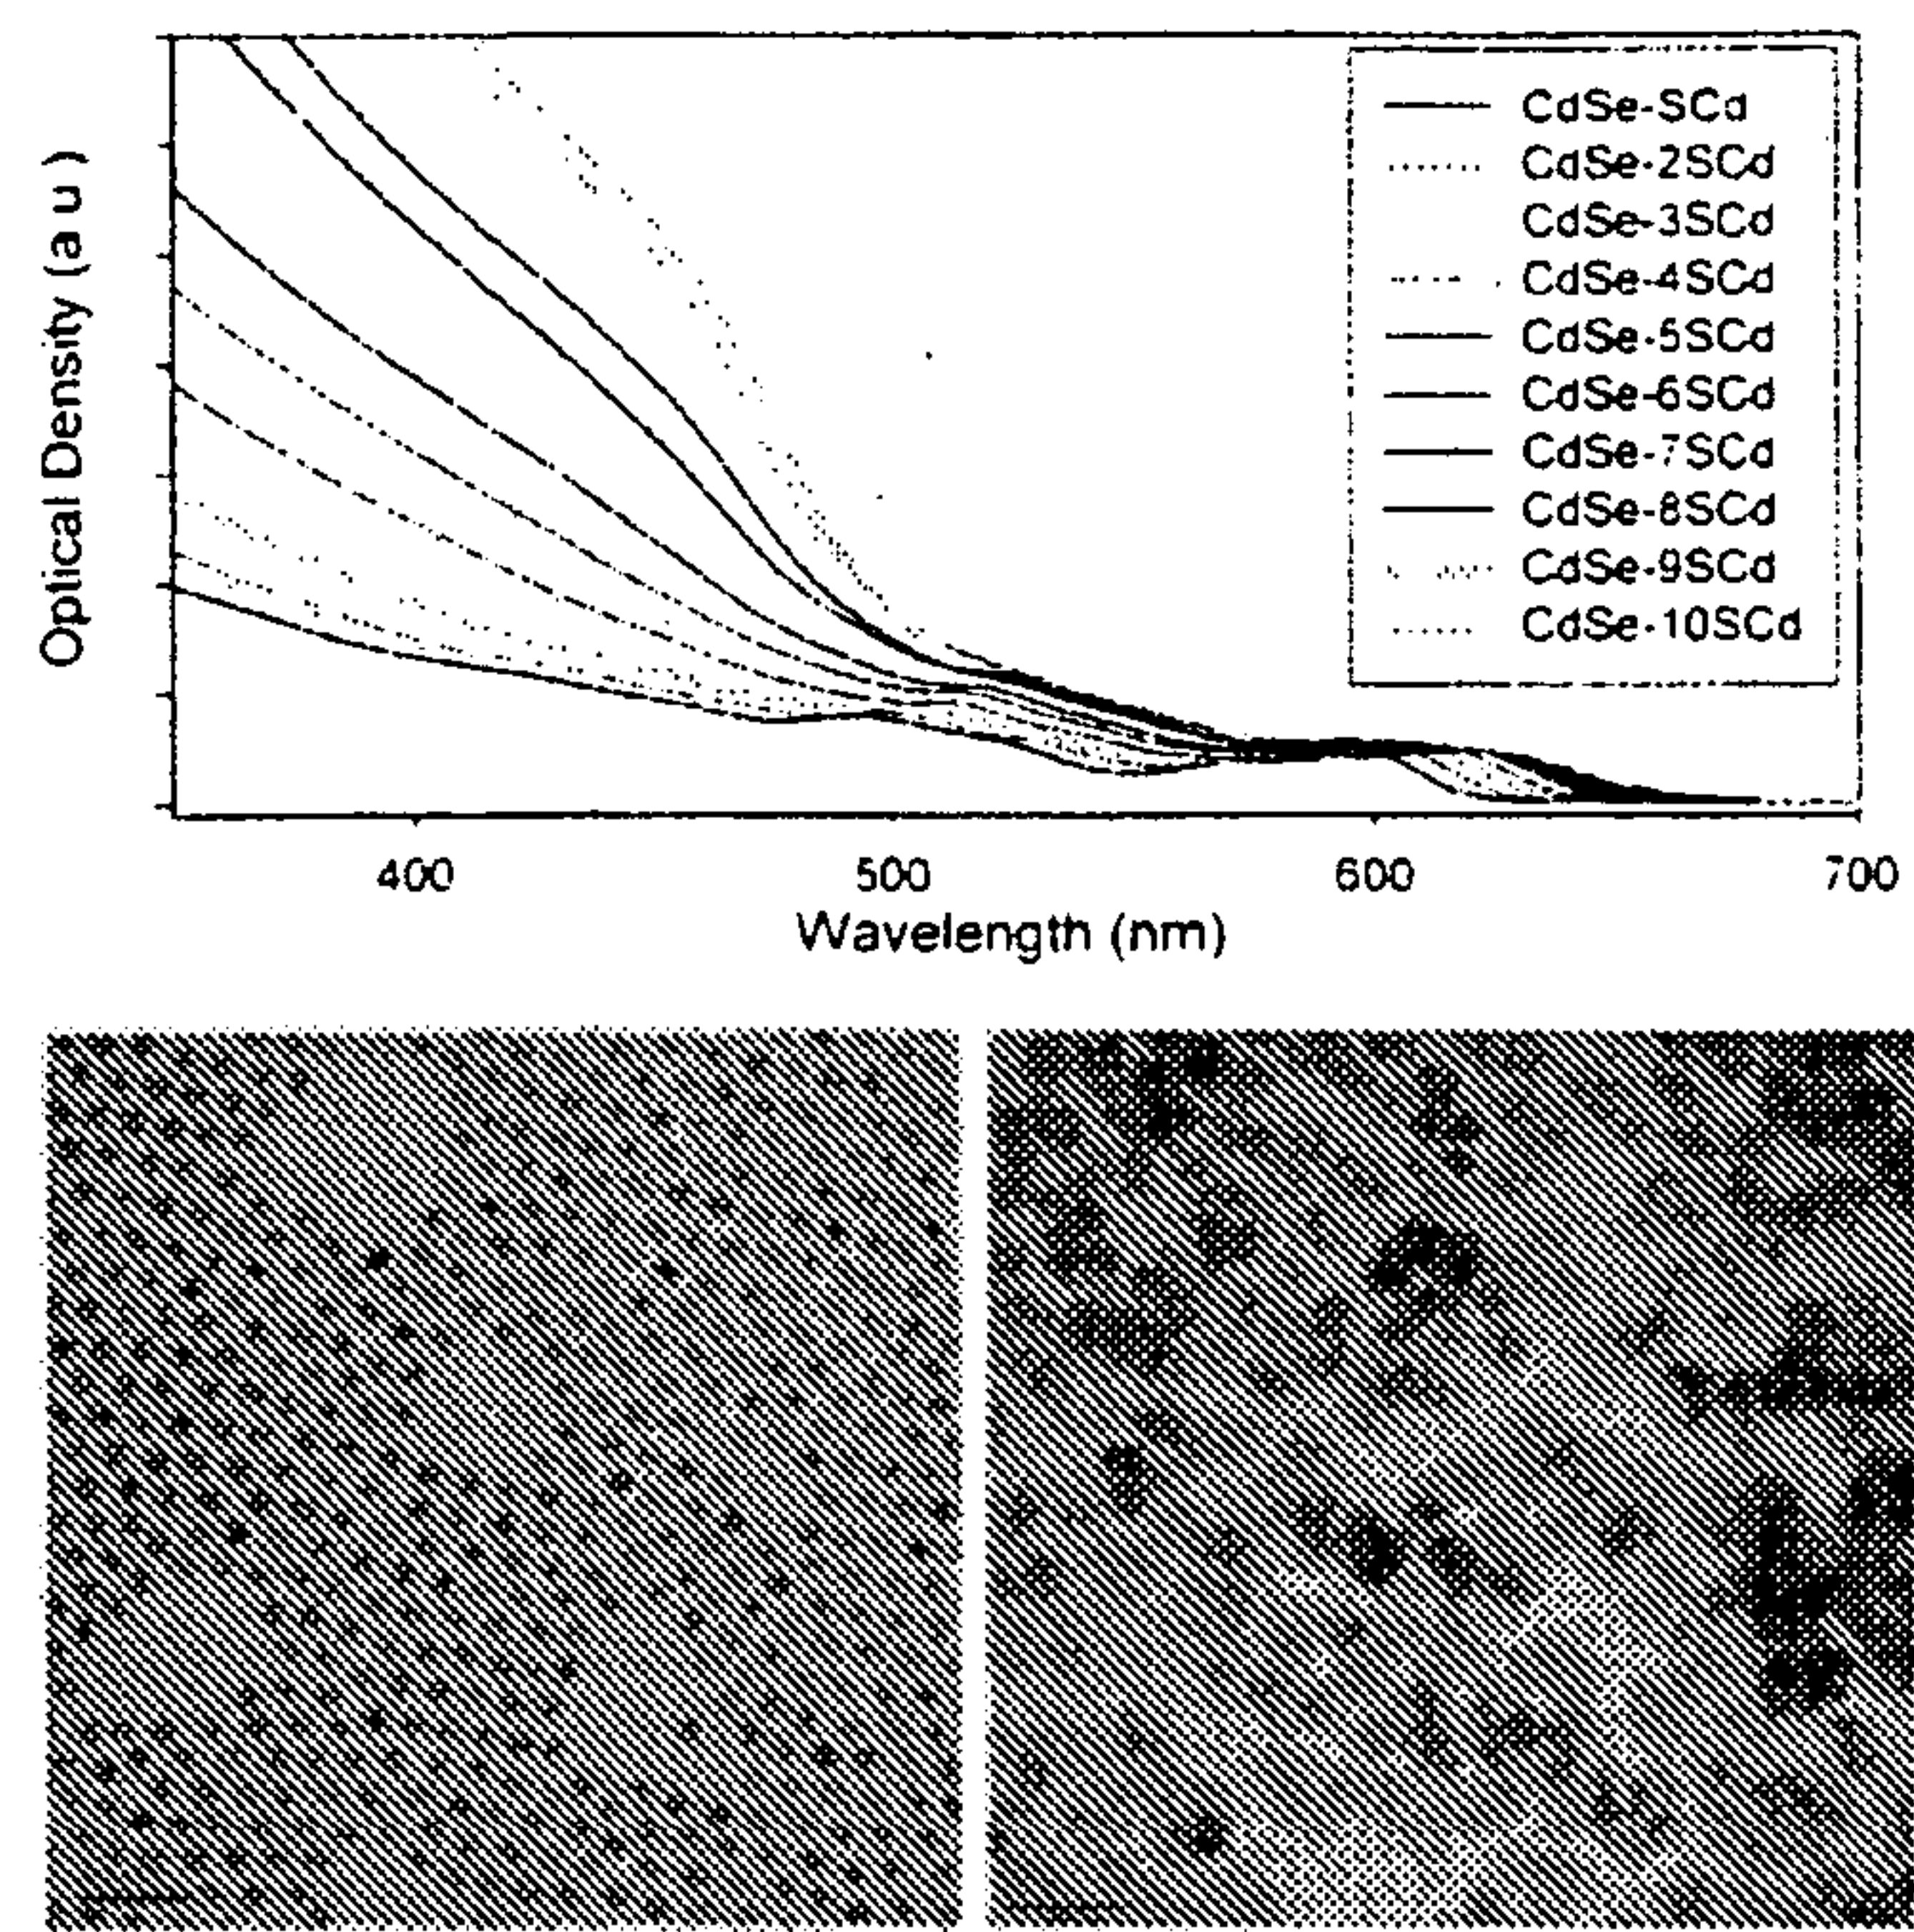 Optical Density (a u )
CdSe-SCd
CdSe-2SCd
CdSe-3SCd
CdSe-4SCd
CdSe-5SCd
CdSe-6SCd
CdSe-7SCd
CdSe-8SCd
CdSe-9SCd
CdSe-10SCd
400 500 600 700
Wavelength (nm)